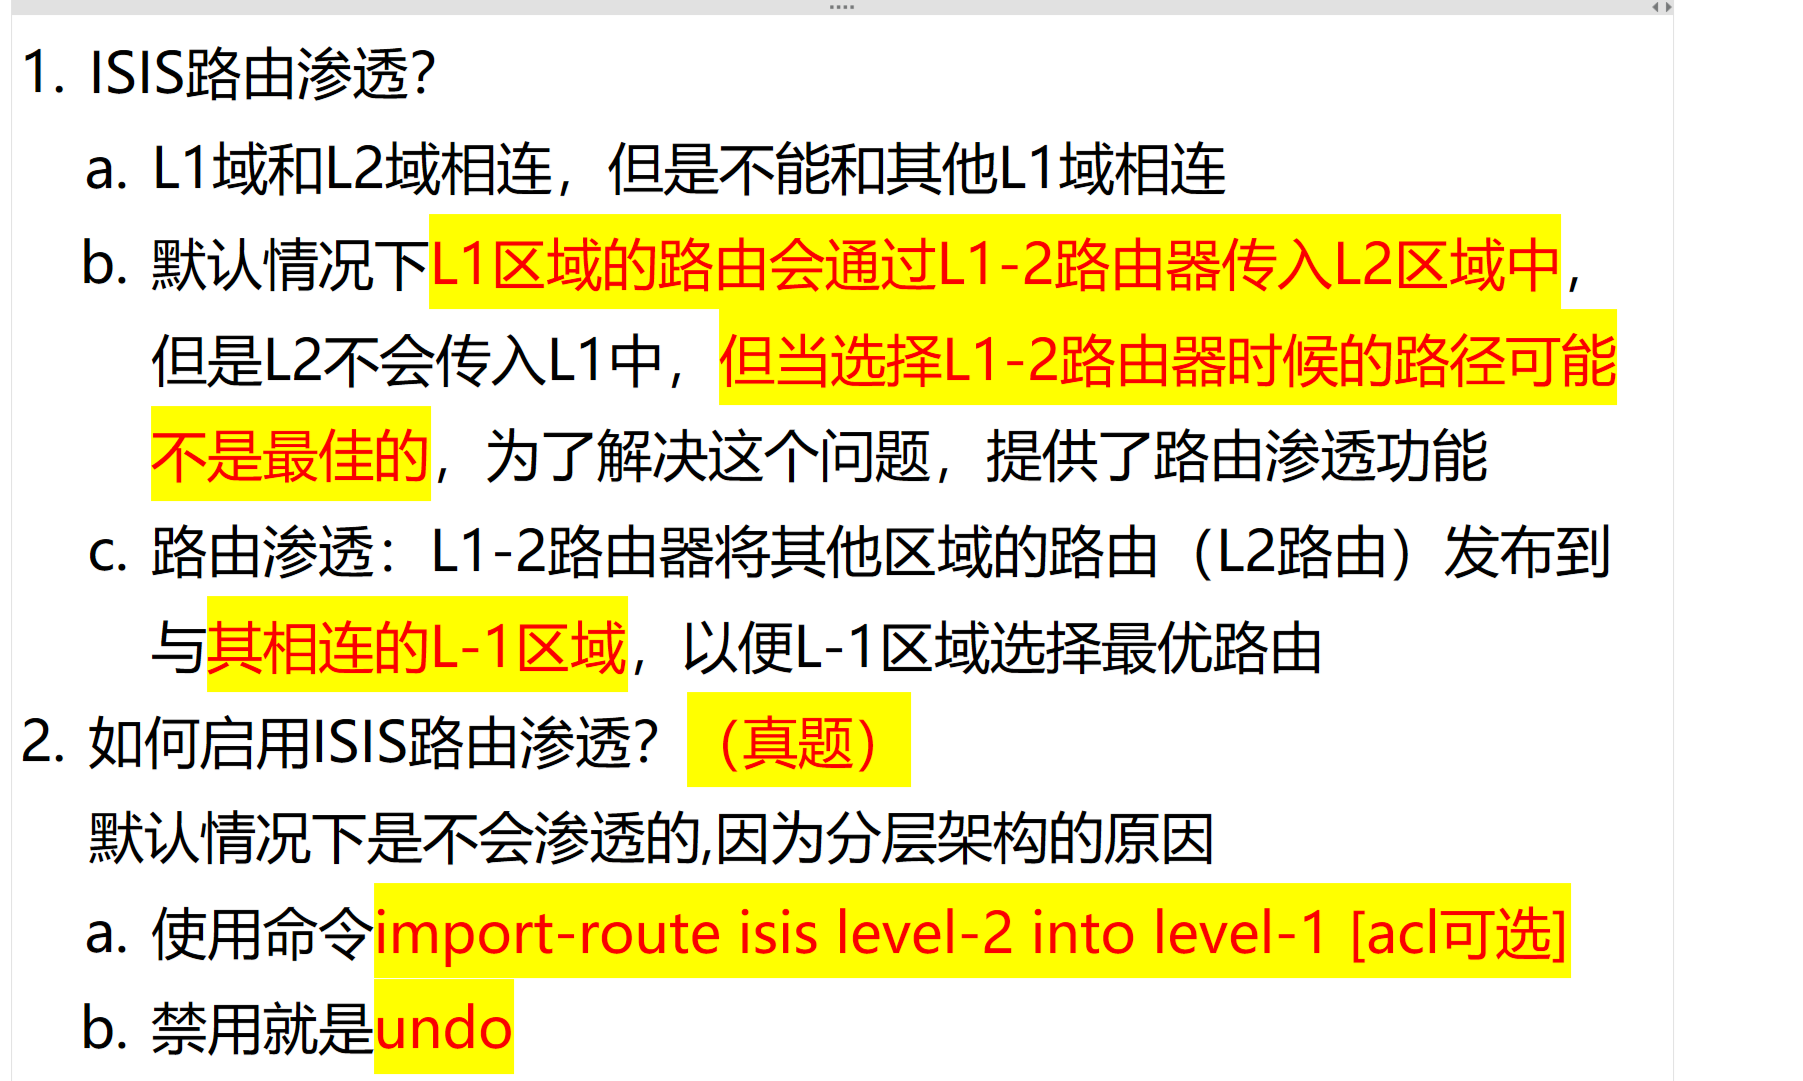 1. ISIS路由渗透？
a. L1域和L2域相连，但是不能和其他L1域相连
b. 默认情况下L1区域的路由会通过L1-2路由器传入L2区域中，
但是L2不会传入L1中，但当选择L1-2路由器时候的路径可能
不是最佳的，为了解决这个问题，提供了路由渗透功能
c. 路由渗透：L1-2路由器将其他区域的路由（L2路由）发布到
与其相连的L-1区域，以便L-1区域选择最优路由
2. 如何启用ISIS路由渗透？（真题）
默认情况下是不会渗透的,因为分层架构的原因
a. 使用命令import-route isis level-2 into level-1 [acl可选]
b. 禁用就是undo